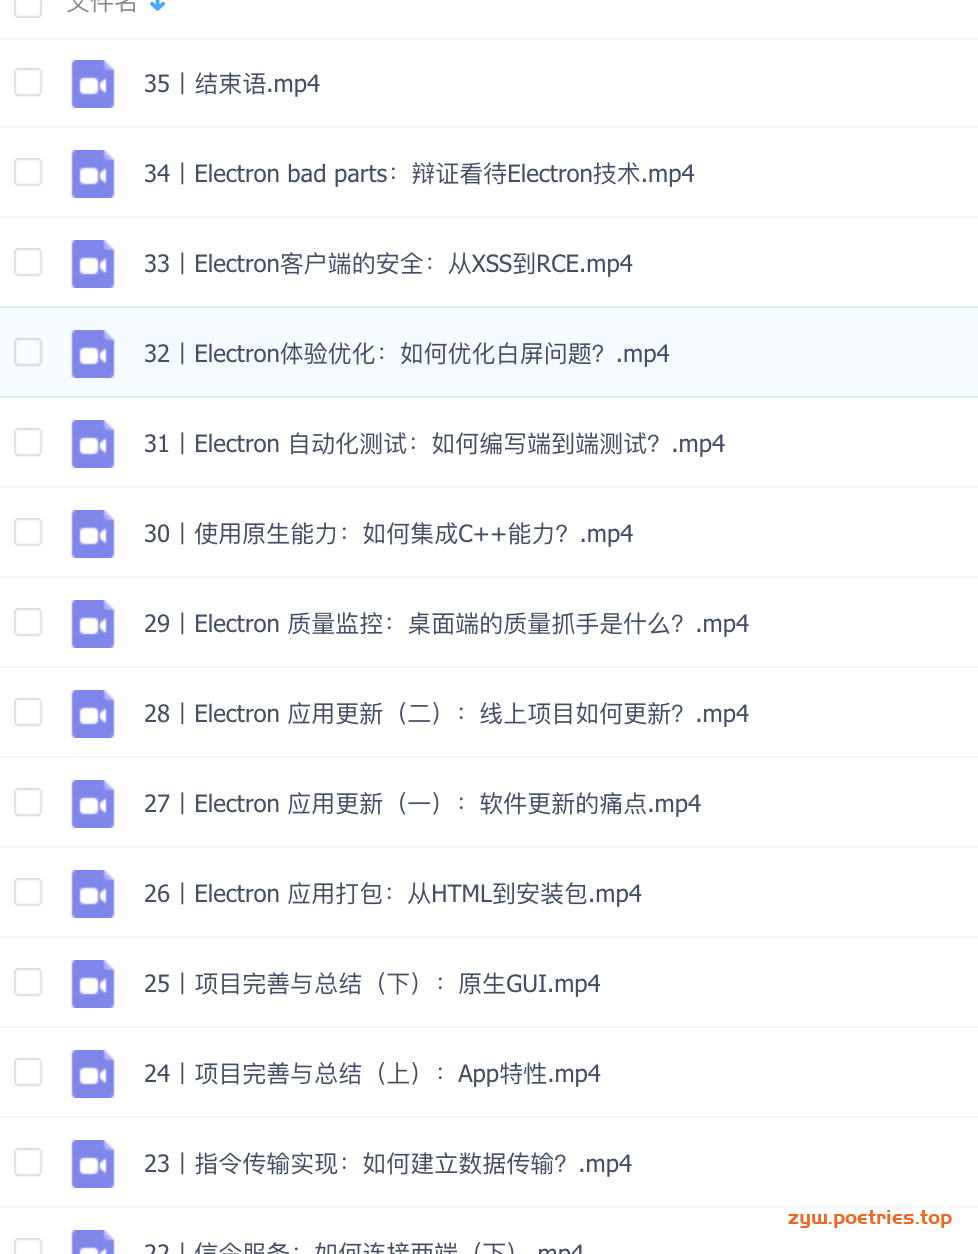 文件名
35丨结束语.mp4
34丨Electron bad parts：辩证看待Electron技术.mp4
33丨Electron客户端的安全：从XSS到RCE.mp4
32丨Electron体验优化：如何优化白屏问题？.mp4
31丨Electron 自动化测试：如何编写端到端测试？.mp4
30丨使用原生能力：如何集成C++能力？.mp4
29丨Electron 质量监控：桌面端的质量抓手是什么？.mp4
28丨Electron 应用更新（二）：线上项目如何更新？.mp4
27丨Electron 应用更新（一）：软件更新的痛点.mp4
26丨Electron 应用打包：从HTML到安装包.mp4
25丨项目完善与总结（下）：原生GUI.mp4
24丨项目完善与总结（上）：App特性.mp4
23丨指令传输实现：如何建立数据传输？.mp4
zyw.poetries.top
22丨信令服务：如何连接两端（下）.mp4